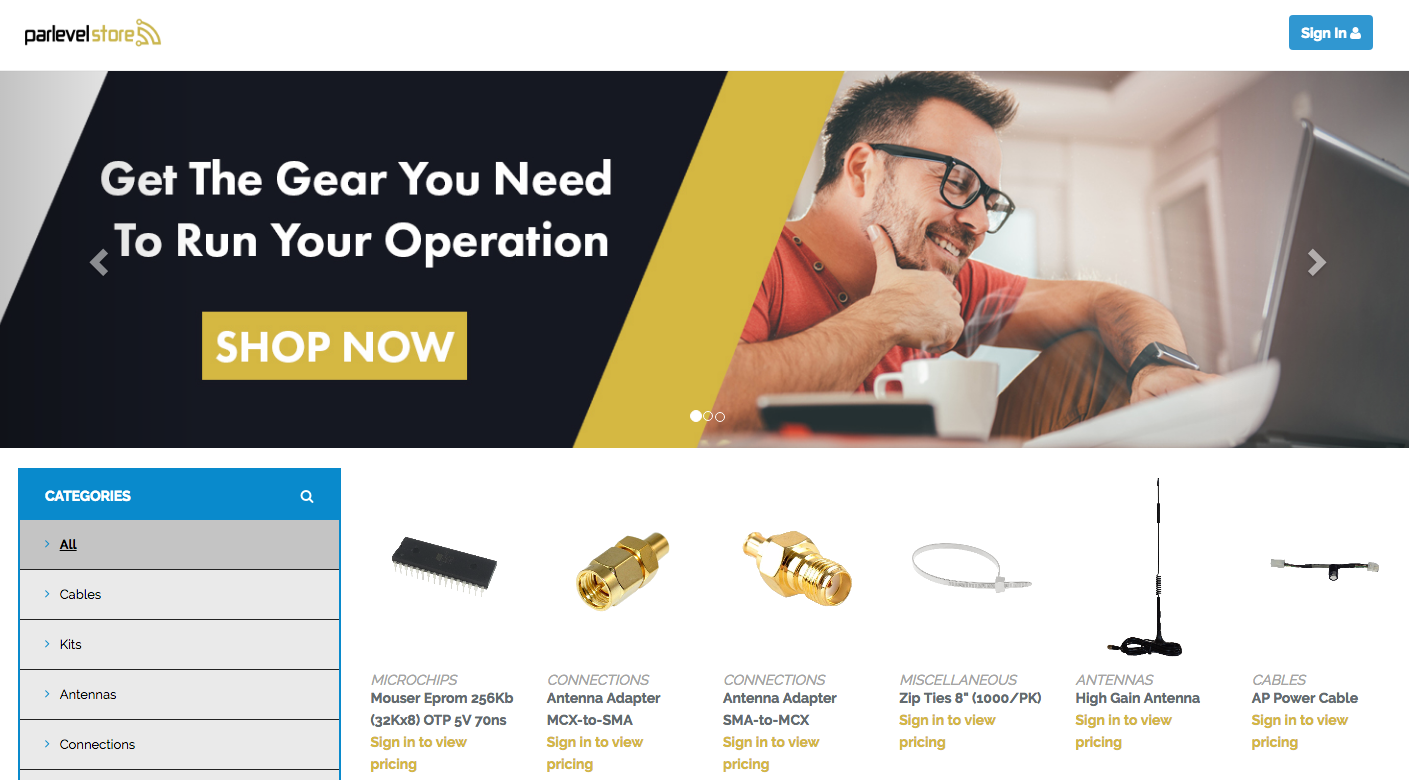 parlevel store
Sign In
Get The Gear You Need
To Run Your Operation
SHOP NOW
CATEGORIES
All
Cables
Kits
Antennas
Connections
MICROCHIPS
Mouser Eprom 256Kb
(32Kx8) OTP 5V 70ns
Sign in to view
pricing
CONNECTIONS
Antenna Adapter
MCX-to-SMA
Sign in to view
pricing
CONNECTIONS
Antenna Adapter
SMA-to-MCX
Sign in to view
pricing
MISCELLANEOUS
Zip Ties 8" (1000/PK)
Sign in to view
pricing
ANTENNAS
High Gain Antenna
Sign in to view
pricing
CABLES
AP Power Cable
Sign in to view
pricing